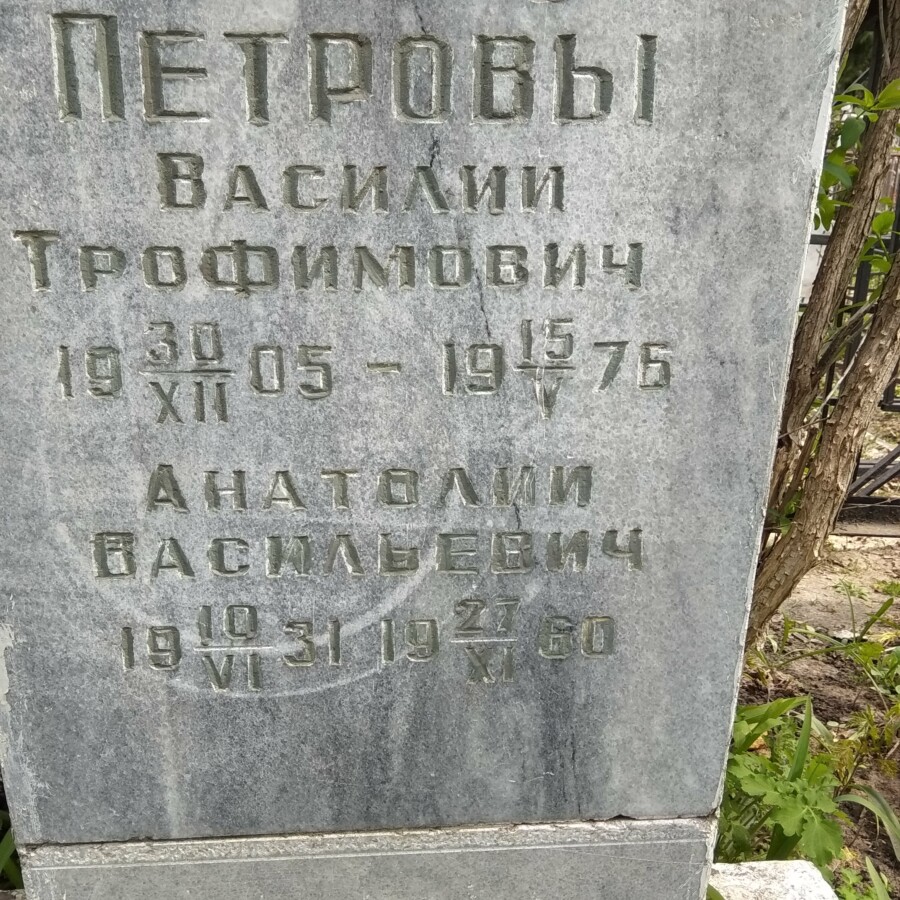 ПЕТРОВЫ
ВАСИЛИИ
ТРОФИМОВИЧ
19 30/XII 05 - 19 15/V 76
АНАТОЛИИ
ВАСИЛЬЕВИЧ
19 10/VI 31 19 27/XI 60